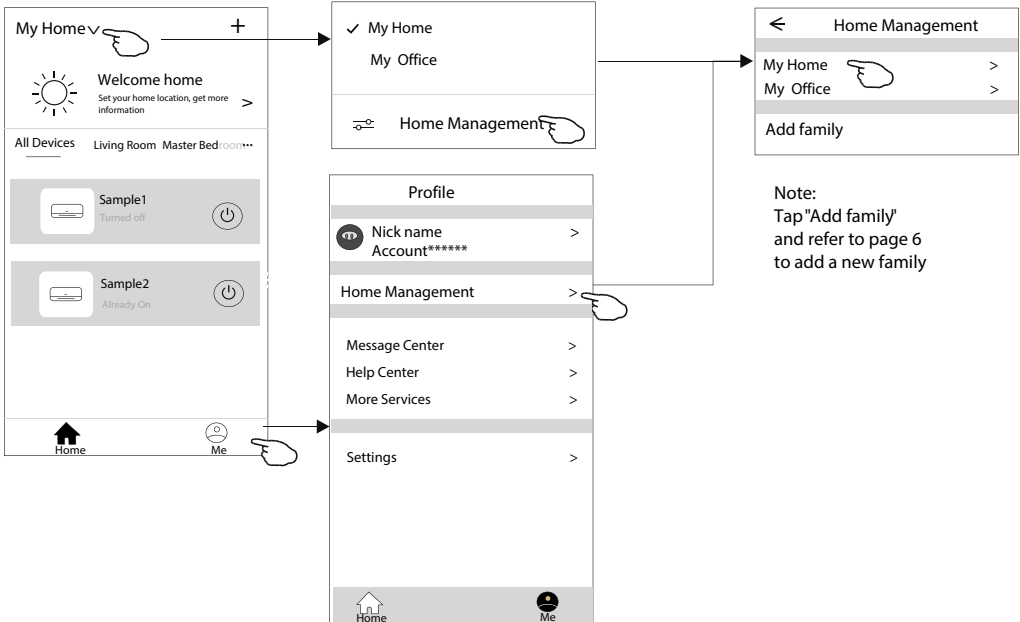 My Home
+
Welcome home
Set your home location, get more
information
>
All Devices Living Room Master Bedroom...
Sample1
Turned off
Sample2
Already On
Home Me
✓ My Home
My Office
Home Management
Profile
Nick name >
Account******
Home Management >
Message Center >
Help Center >
More Services >
Settings >
Home Me
← Home Management
My Home >
My Office >
Add family
Note:
Tap "Add family"
and refer to page 6
to add a new family